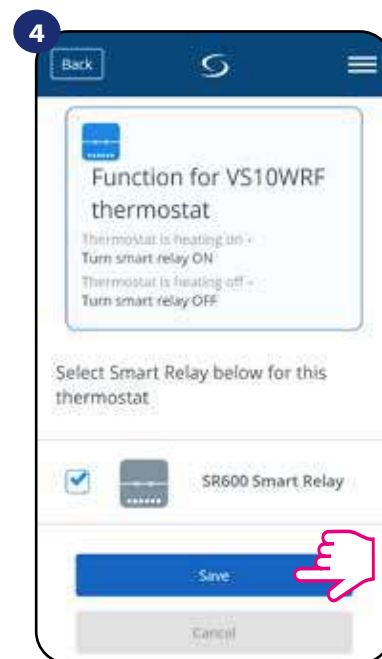 4
Back
Function for VS10WRF
thermostat
Thermostat is heating on -
Turn smart relay ON
Thermostat is heating off -
Turn smart relay OFF
Select Smart Relay below for this
thermostat
SR600 Smart Relay
Save
Cancel